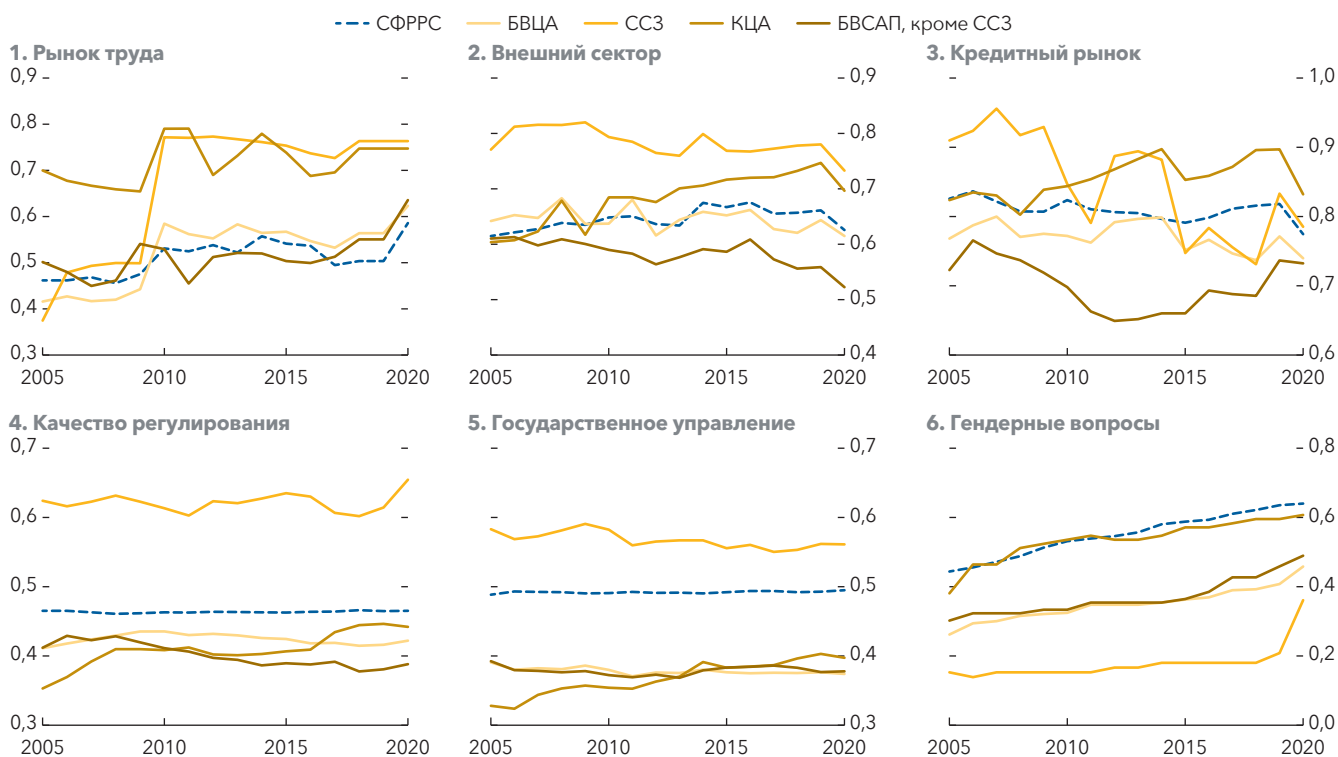 СФРРС БВЦА ССЗ КЦА БВСАП, кроме ССЗ
1. Рынок труда
0,9
0,8
0,7
0,6
0,5
0,4
0,3
2005 2010 2015 2020
2. Внешний сектор
0,9
0,8
0,7
0,6
0,5
0,4
2005 2010 2015 2020
3. Кредитный рынок
1,0
0,9
0,8
0,7
0,6
2005 2010 2015 2020
4. Качество регулирования
0,7
0,6
0,5
0,4
0,3
2005 2010 2015 2020
5. Государственное управление
0,7
0,6
0,5
0,4
0,3
2005 2010 2015 2020
6. Гендерные вопросы
0,8
0,6
0,4
0,2
0,0
2005 2010 2015 2020